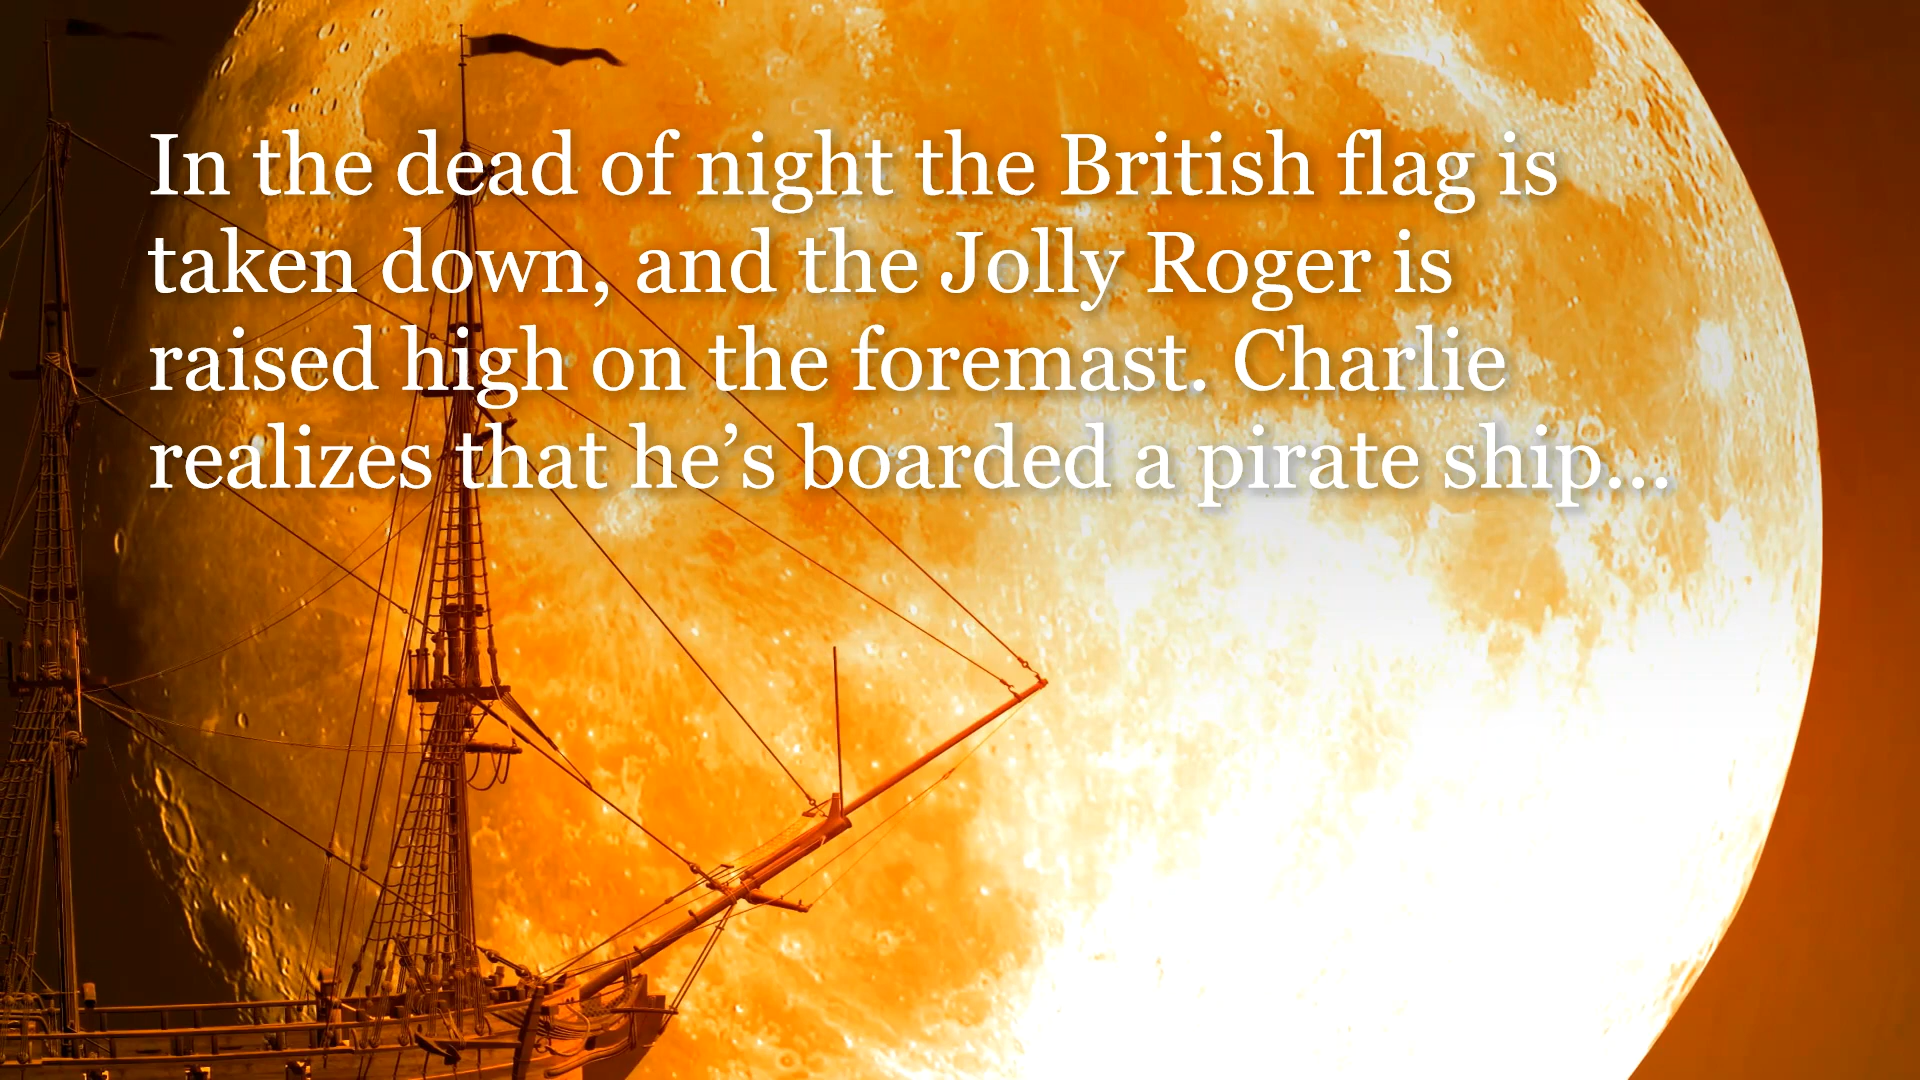 In the dead of night the British flag is
taken down, and the Jolly Roger is
raised high on the foremast. Charlie
realizes that he’s boarded a pirate ship...